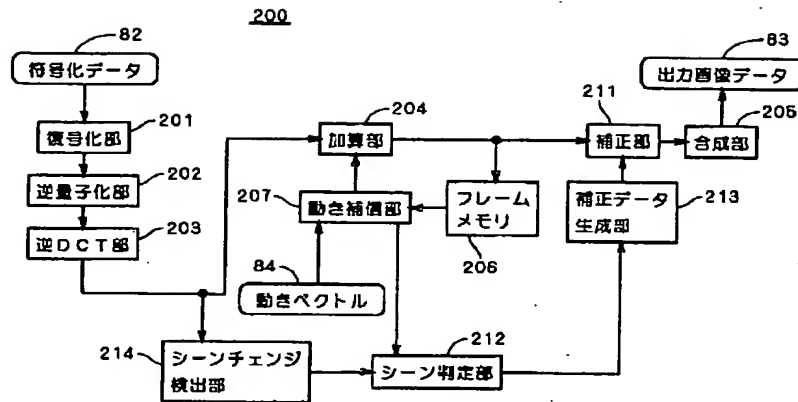 200
82
符号化データ
83
出力画像データ
201
復号化部
204
加算部
211
補正部
205
合成部
202
逆量子化部
207
動き補信部
フレーム
メモリ
206
補正データ
生成部
213
203
逆DCT部
84
動きベクトル
214
シーンチェンジ
検出部
212
シーン判定部